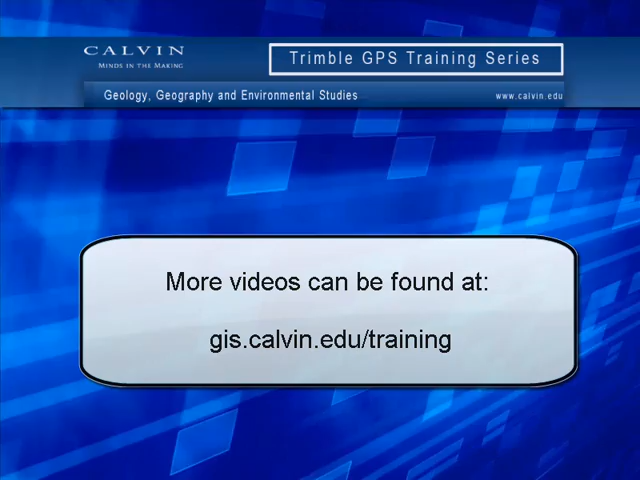 CALVIN
MINDS IN THE MAKING
Trimble GPS Training Series
Geology, Geography and Environmental Studies
www.calvin.edu
More videos can be found at:
gis.calvin.edu/training